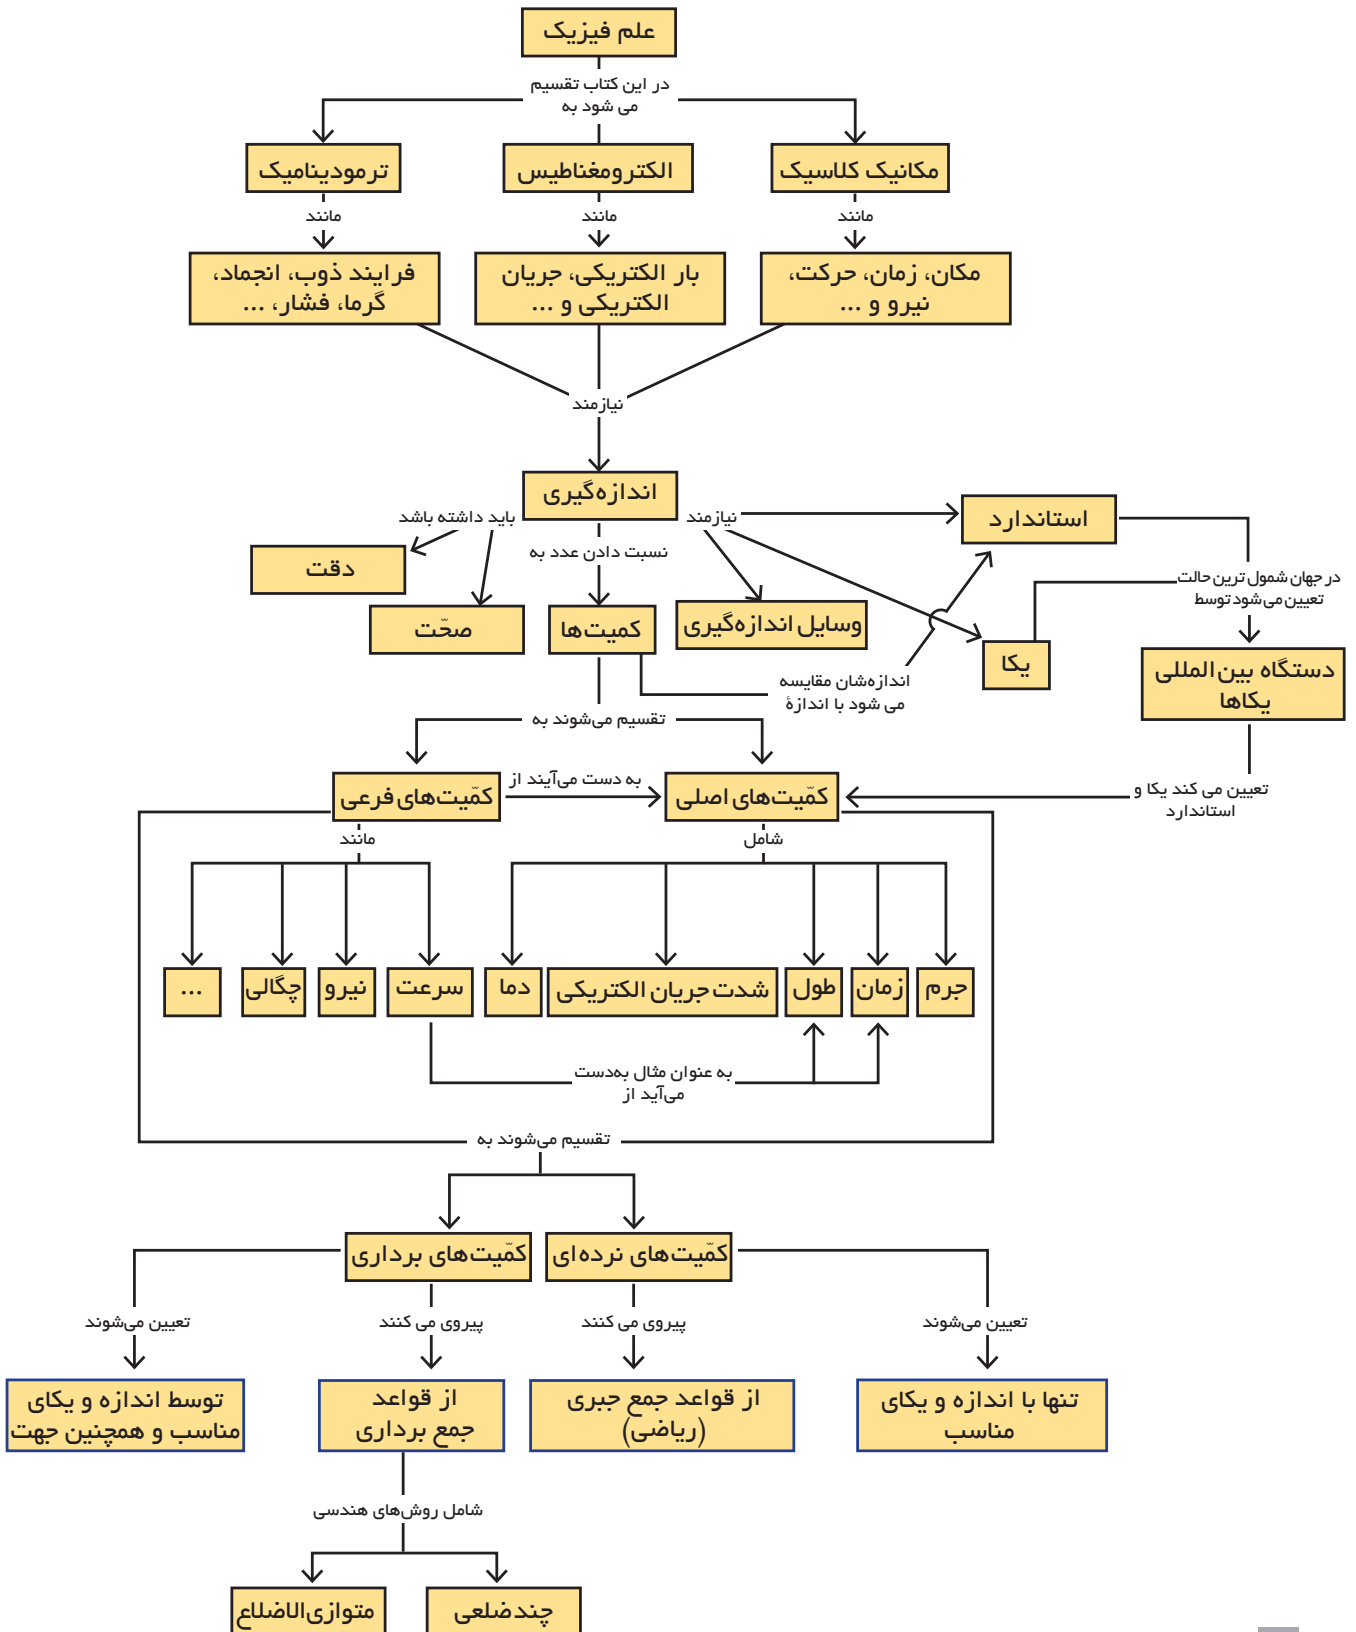 علم فیزیک
در این کتاب تقسیم
می شود به
مکانیک کلاسیک
الکترومغناطیس
ترمودینامیک
مانند
مانند
مانند
مکان، زمان، حرکت،
نیرو و ...
بار الکتریکی، جریان
الکتریکی و ...
فرایند ذوب، انجماد،
گرما، فشار، ...
نیازمند
اندازه‌گیری
استاندارد
نیازمند
باید داشته باشد
نسبت دادن عدد به
دقت
در جهان شمول ترین حالت
تعیین می‌شود توسط
وسایل اندازه‌گیری
کمیت‌ها
صحّت
یکا
دستگاه بین‌المللی
یکاها
اندازه‌شان مقایسه
می شود با اندازهٔ
تقسیم می‌شوند به
کمّیت‌های اصلی
به دست می‌آیند از
کمّیت‌های فرعی
تعیین می کند یکا و
استاندارد
شامل
مانند
جرم
زمان
طول
شدت جریان الکتریکی
دما
سرعت
نیرو
چگالی
...
به عنوان مثال به‌دست
می‌آید از
تقسیم می‌شوند به
کمّیت‌های نرده‌ای
کمّیت‌های برداری
تعیین می‌شوند
پیروی می کنند
پیروی می کنند
تعیین می‌شوند
تنها با اندازه و یکای
مناسب
از قواعد جمع جبری
(ریاضی)
از قواعد
جمع برداری
توسط اندازه و یکای
مناسب و همچنین جهت
شامل روش‌های هندسی
چندضلعی
متوازی‌الاضلاع